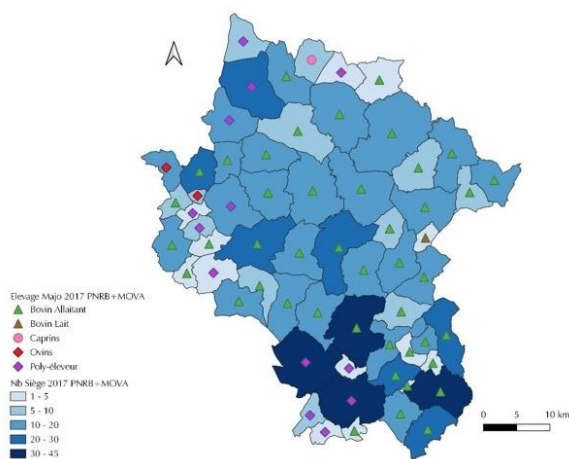 Elevage Majo 2017 PNRB+MOVA
Bovin Allaitant
Bovin Lait
Caprins
Ovins
Poly-éleveur
Nb Siège 2017 PNRB+MOVA
1 - 5
5 - 10
10 - 20
20 - 30
30 - 45
0 5 10 km